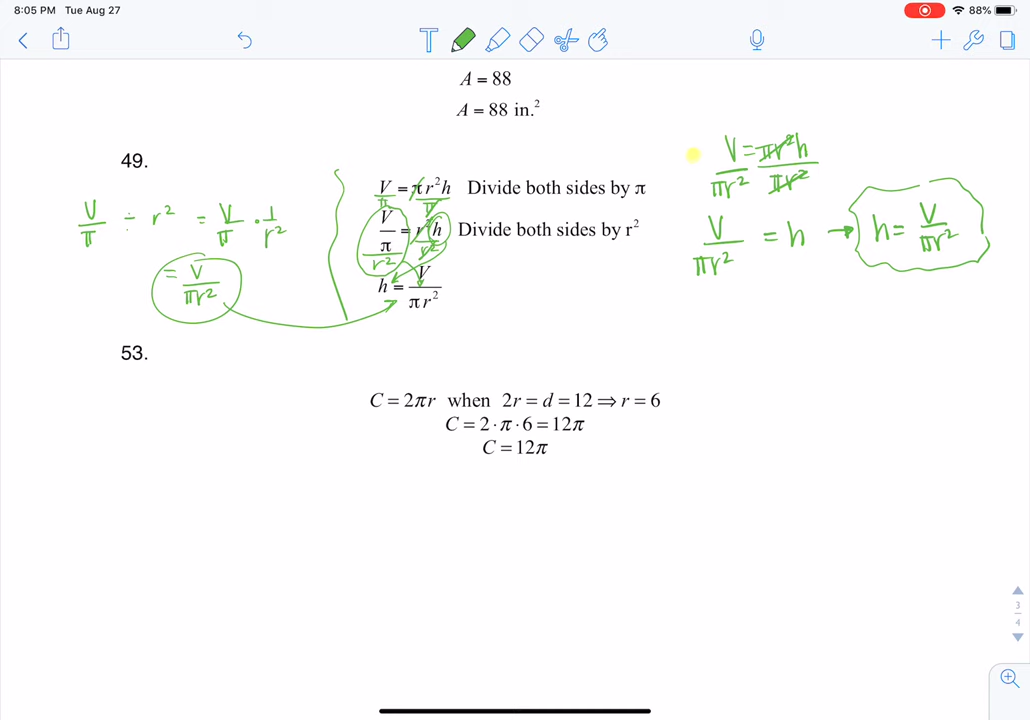 8:05 PM Tue Aug 27 88%
T
A = 88
A = 88 in.²
49.
V = πr²h Divide both sides by π
π π
V/π = r²h Divide both sides by r²
r² r²
h = V/πr²
V/π ÷ r² = V/π · 1/r²
= V/πr²
V = πr²h
πr² πr²
V/πr² = h → h = V/πr²
53.
C = 2πr when 2r = d = 12 ⇒ r = 6
C = 2 · π · 6 = 12π
C = 12π
3
4